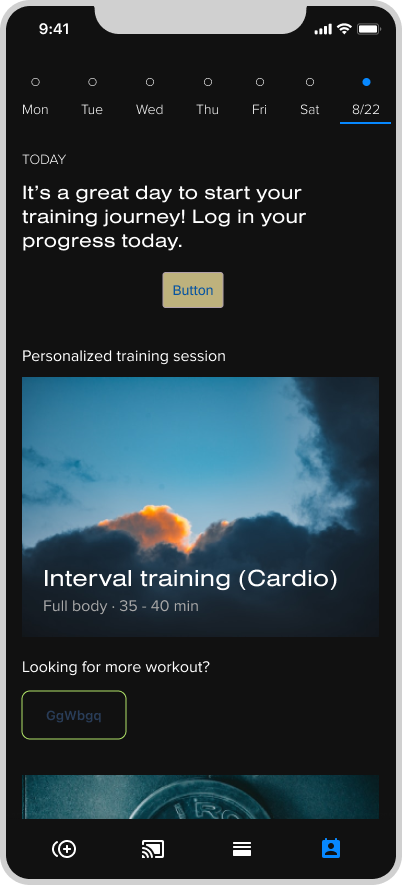 9:41
Mon Tue Wed Thu Fri Sat 8/22
TODAY
It’s a great day to start your
training journey! Log in your
progress today.
Button
Personalized training session
Interval training (Cardio)
Full body · 35 - 40 min
Looking for more workout?
GgWbgq